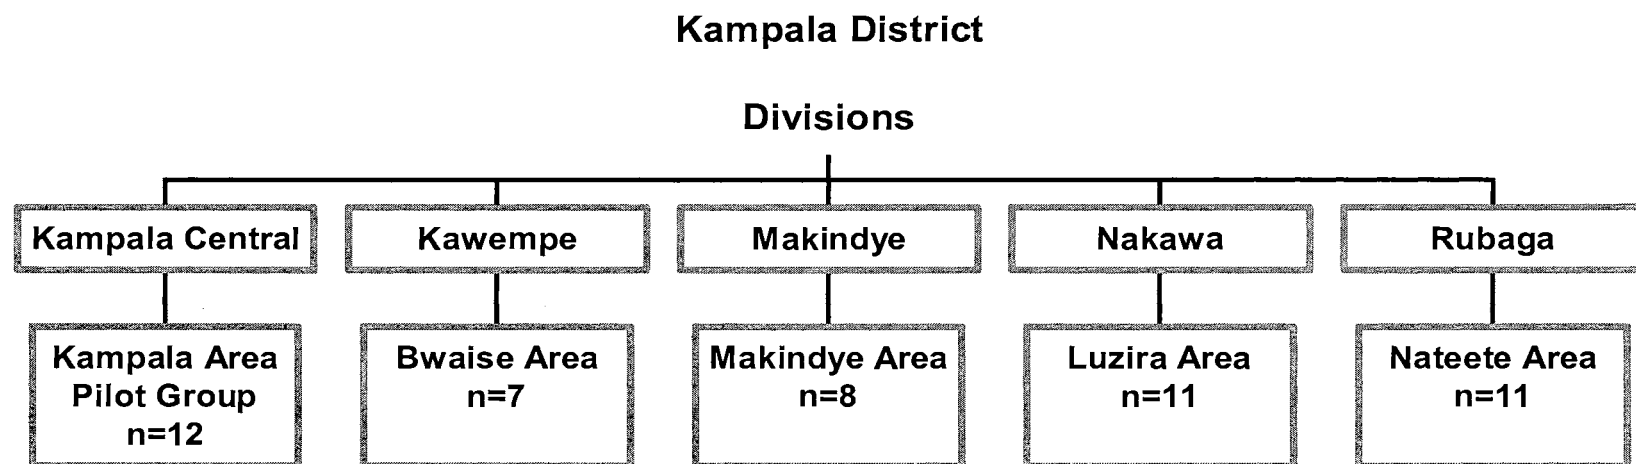 Kampala District
Divisions
Kampala Central
Kawempe
Makindye
Nakawa
Rubaga
Kampala Area
Pilot Group
n=12
Bwaise Area
n=7
Makindye Area
n=8
Luzira Area
n=11
Nateete Area
n=11